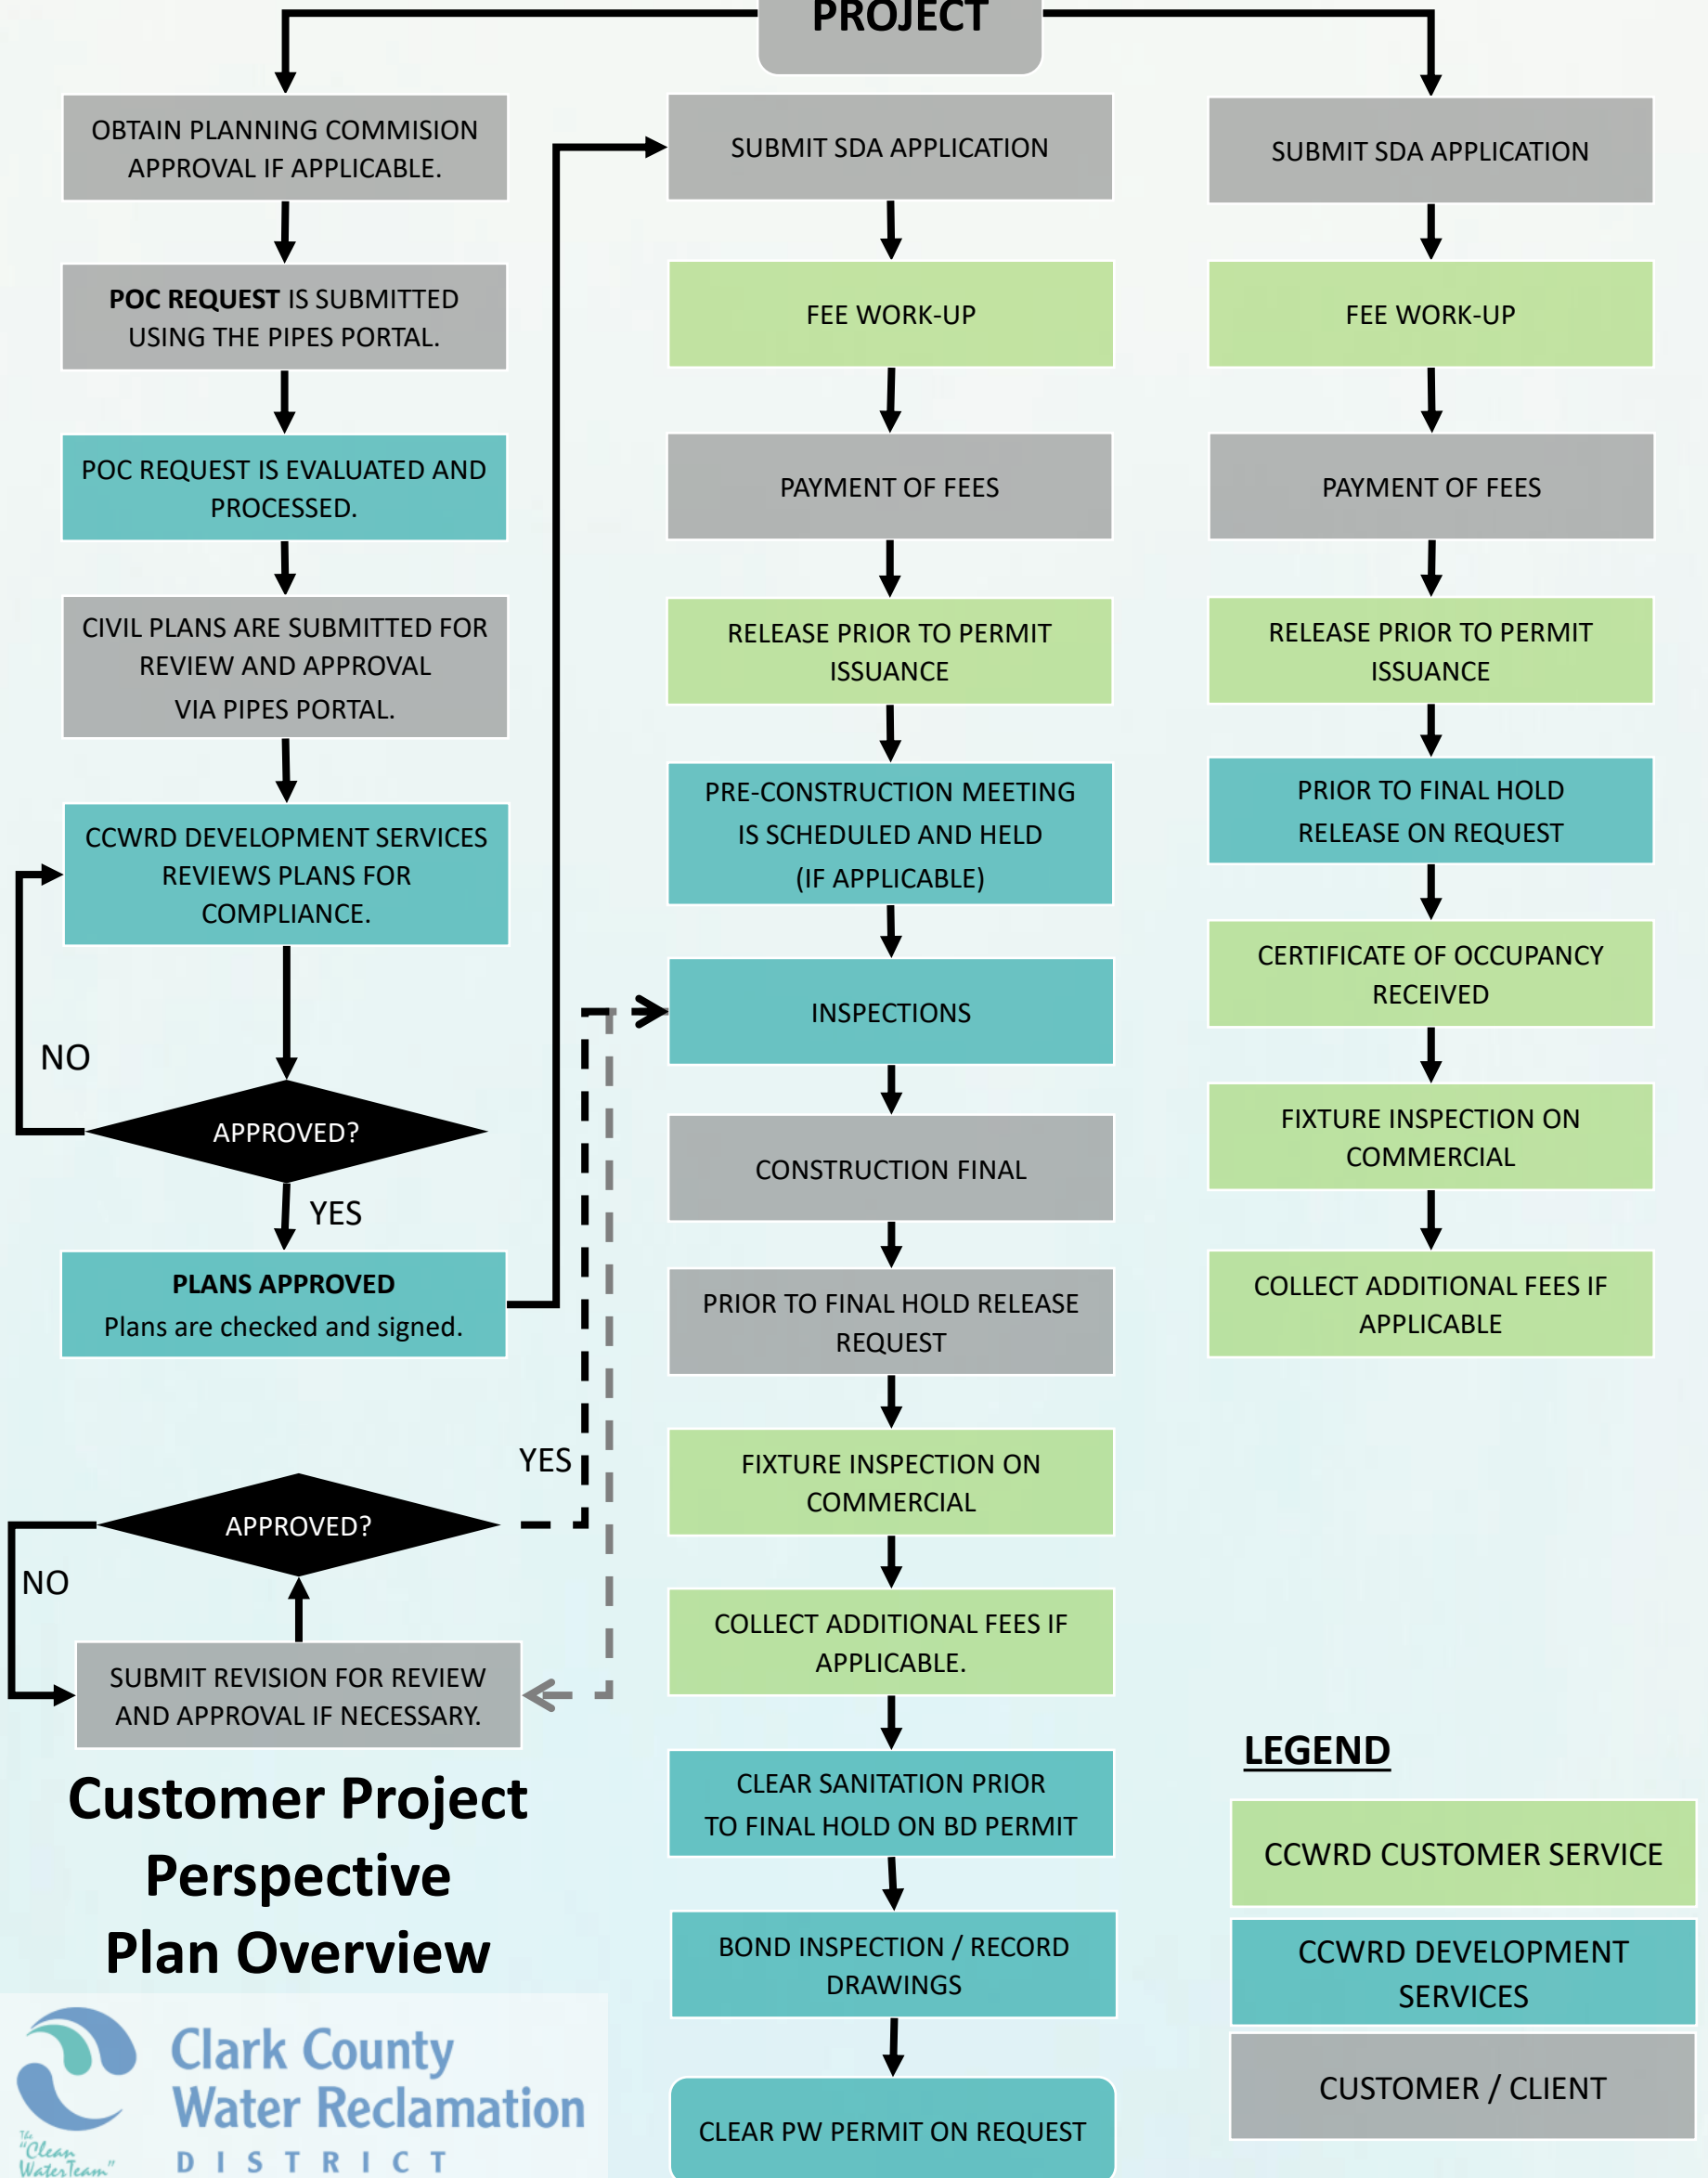 PROJECT
OBTAIN PLANNING COMMISION
APPROVAL IF APPLICABLE.
POC REQUEST IS SUBMITTED
USING THE PIPES PORTAL.
POC REQUEST IS EVALUATED AND
PROCESSED.
CIVIL PLANS ARE SUBMITTED FOR
REVIEW AND APPROVAL
VIA PIPES PORTAL.
CCWRD DEVELOPMENT SERVICES
REVIEWS PLANS FOR
COMPLIANCE.
NO
APPROVED?
YES
PLANS APPROVED
Plans are checked and signed.
YES
APPROVED?
NO
SUBMIT REVISION FOR REVIEW
AND APPROVAL IF NECESSARY.
SUBMIT SDA APPLICATION
FEE WORK-UP
PAYMENT OF FEES
RELEASE PRIOR TO PERMIT
ISSUANCE
PRE-CONSTRUCTION MEETING
IS SCHEDULED AND HELD
(IF APPLICABLE)
INSPECTIONS
CONSTRUCTION FINAL
PRIOR TO FINAL HOLD RELEASE
REQUEST
FIXTURE INSPECTION ON
COMMERCIAL
COLLECT ADDITIONAL FEES IF
APPLICABLE.
CLEAR SANITATION PRIOR
TO FINAL HOLD ON BD PERMIT
BOND INSPECTION / RECORD
DRAWINGS
CLEAR PW PERMIT ON REQUEST
SUBMIT SDA APPLICATION
FEE WORK-UP
PAYMENT OF FEES
RELEASE PRIOR TO PERMIT
ISSUANCE
PRIOR TO FINAL HOLD
RELEASE ON REQUEST
CERTIFICATE OF OCCUPANCY
RECEIVED
FIXTURE INSPECTION ON
COMMERCIAL
COLLECT ADDITIONAL FEES IF
APPLICABLE
LEGEND
CCWRD CUSTOMER SERVICE
CCWRD DEVELOPMENT
SERVICES
CUSTOMER / CLIENT
Customer Project
Perspective
Plan Overview
Clark County
Water Reclamation
DISTRICT
The
"Clean
Water Team"